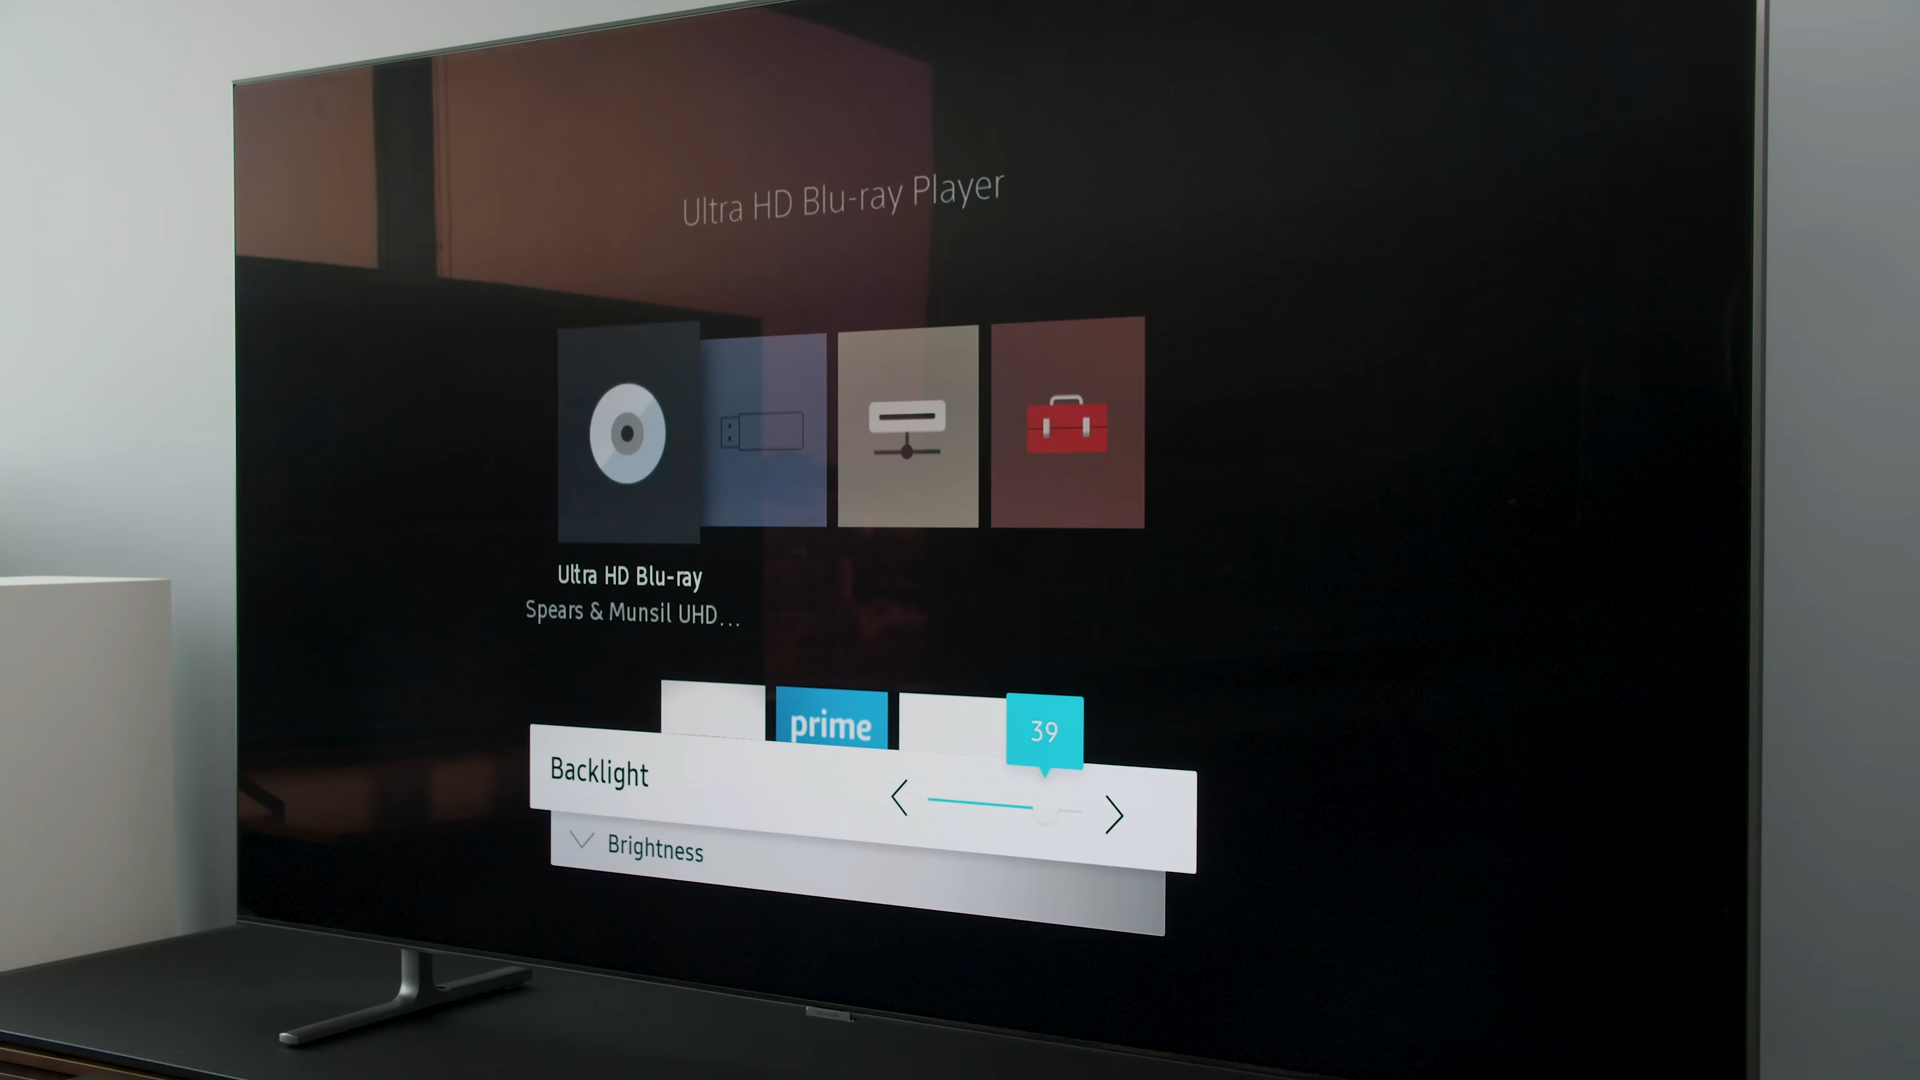 Ultra HD Blu-ray Player
Ultra HD Blu-ray
Spears & Munsil UHD...
prime
39
Backlight
Brightness